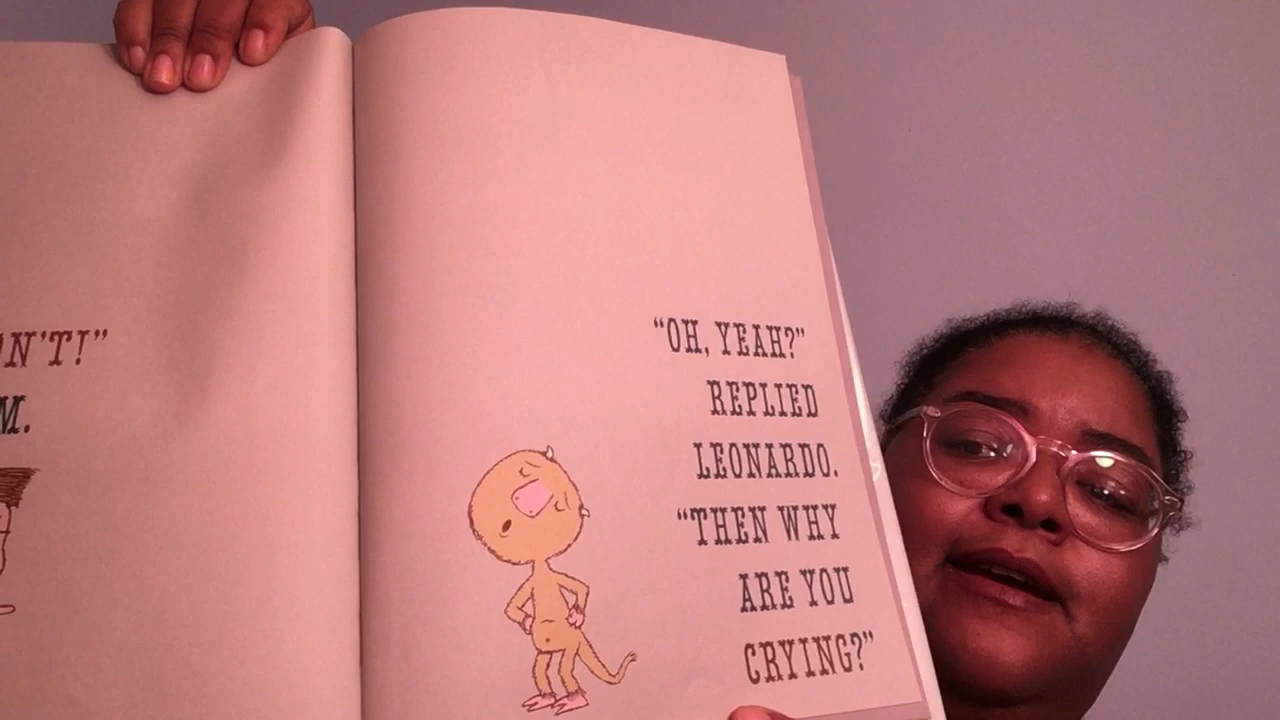 N'T!"
M.
"OH, YEAH?"
REPLIED
LEONARDO.
"THEN WHY
ARE YOU
CRYING?"